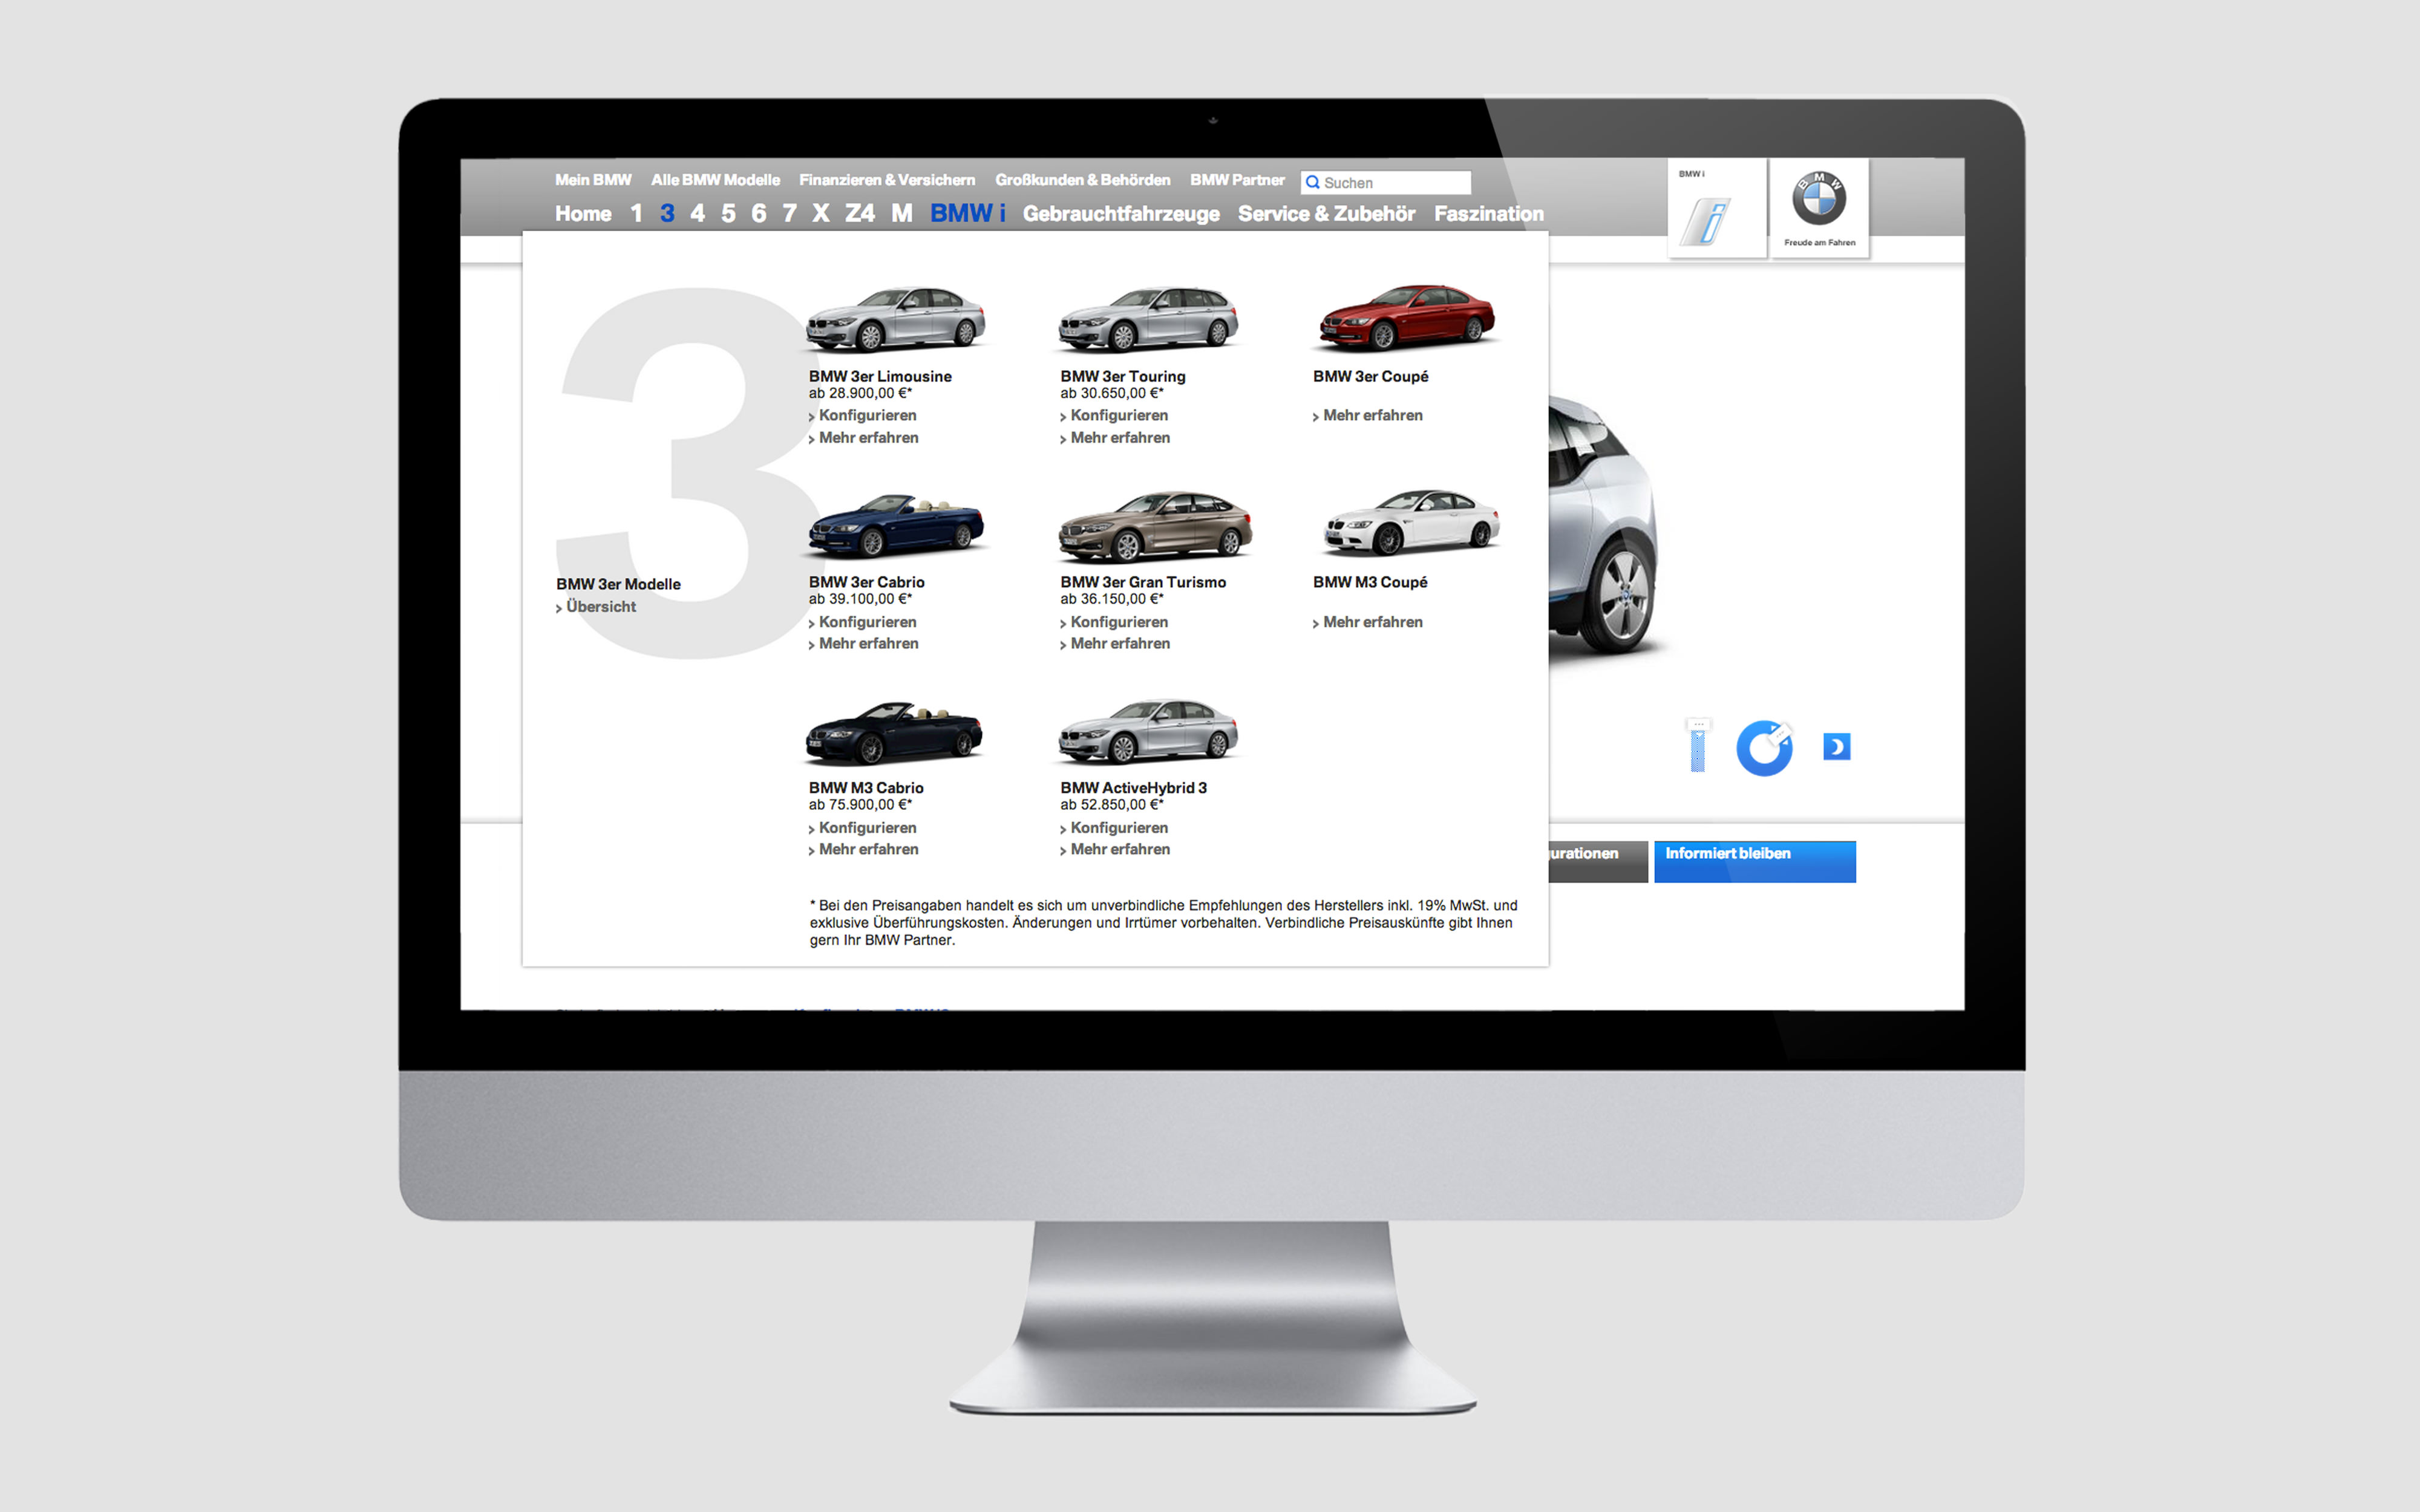 Mein BMW Alle BMW Modelle Finanzieren & Versichern Großkunden & Behörden BMW Partner Suchen
Home 1 3 4 5 6 7 X Z4 M BMW i Gebrauchtfahrzeuge Service & Zubehör Faszination
BMW i
i
BMW
Freude am Fahren
3
BMW 3er Modelle
› Übersicht
BMW 3er Limousine
ab 28.900,00 €*
› Konfigurieren
› Mehr erfahren
BMW 3er Touring
ab 30.650,00 €*
› Konfigurieren
› Mehr erfahren
BMW 3er Coupé
› Mehr erfahren
BMW 3er Cabrio
ab 39.100,00 €*
› Konfigurieren
› Mehr erfahren
BMW 3er Gran Turismo
ab 36.150,00 €*
› Konfigurieren
› Mehr erfahren
BMW M3 Coupé
› Mehr erfahren
BMW M3 Cabrio
ab 75.900,00 €*
› Konfigurieren
› Mehr erfahren
BMW ActiveHybrid 3
ab 52.850,00 €*
› Konfigurieren
› Mehr erfahren
* Bei den Preisangaben handelt es sich um unverbindliche Empfehlungen des Herstellers inkl. 19% MwSt. und
exklusive Überführungskosten. Änderungen und Irrtümer vorbehalten. Verbindliche Preisauskünfte gibt Ihnen
gern Ihr BMW Partner.
urationen
Informiert bleiben